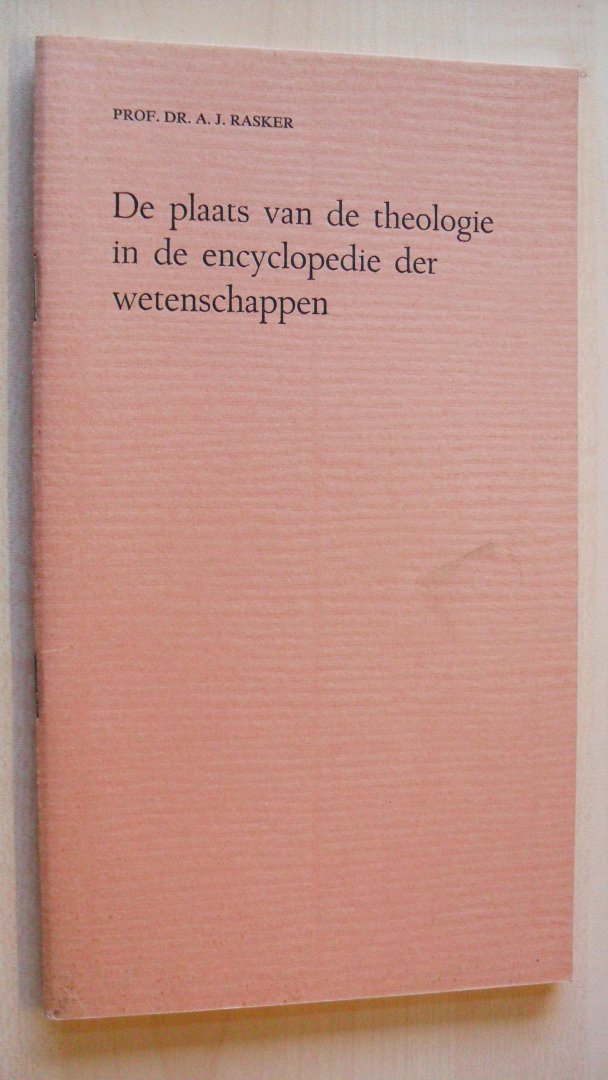 PROF. DR. A. J. RASKER
De plaats van de theologie
in de encyclopedie der
wetenschappen